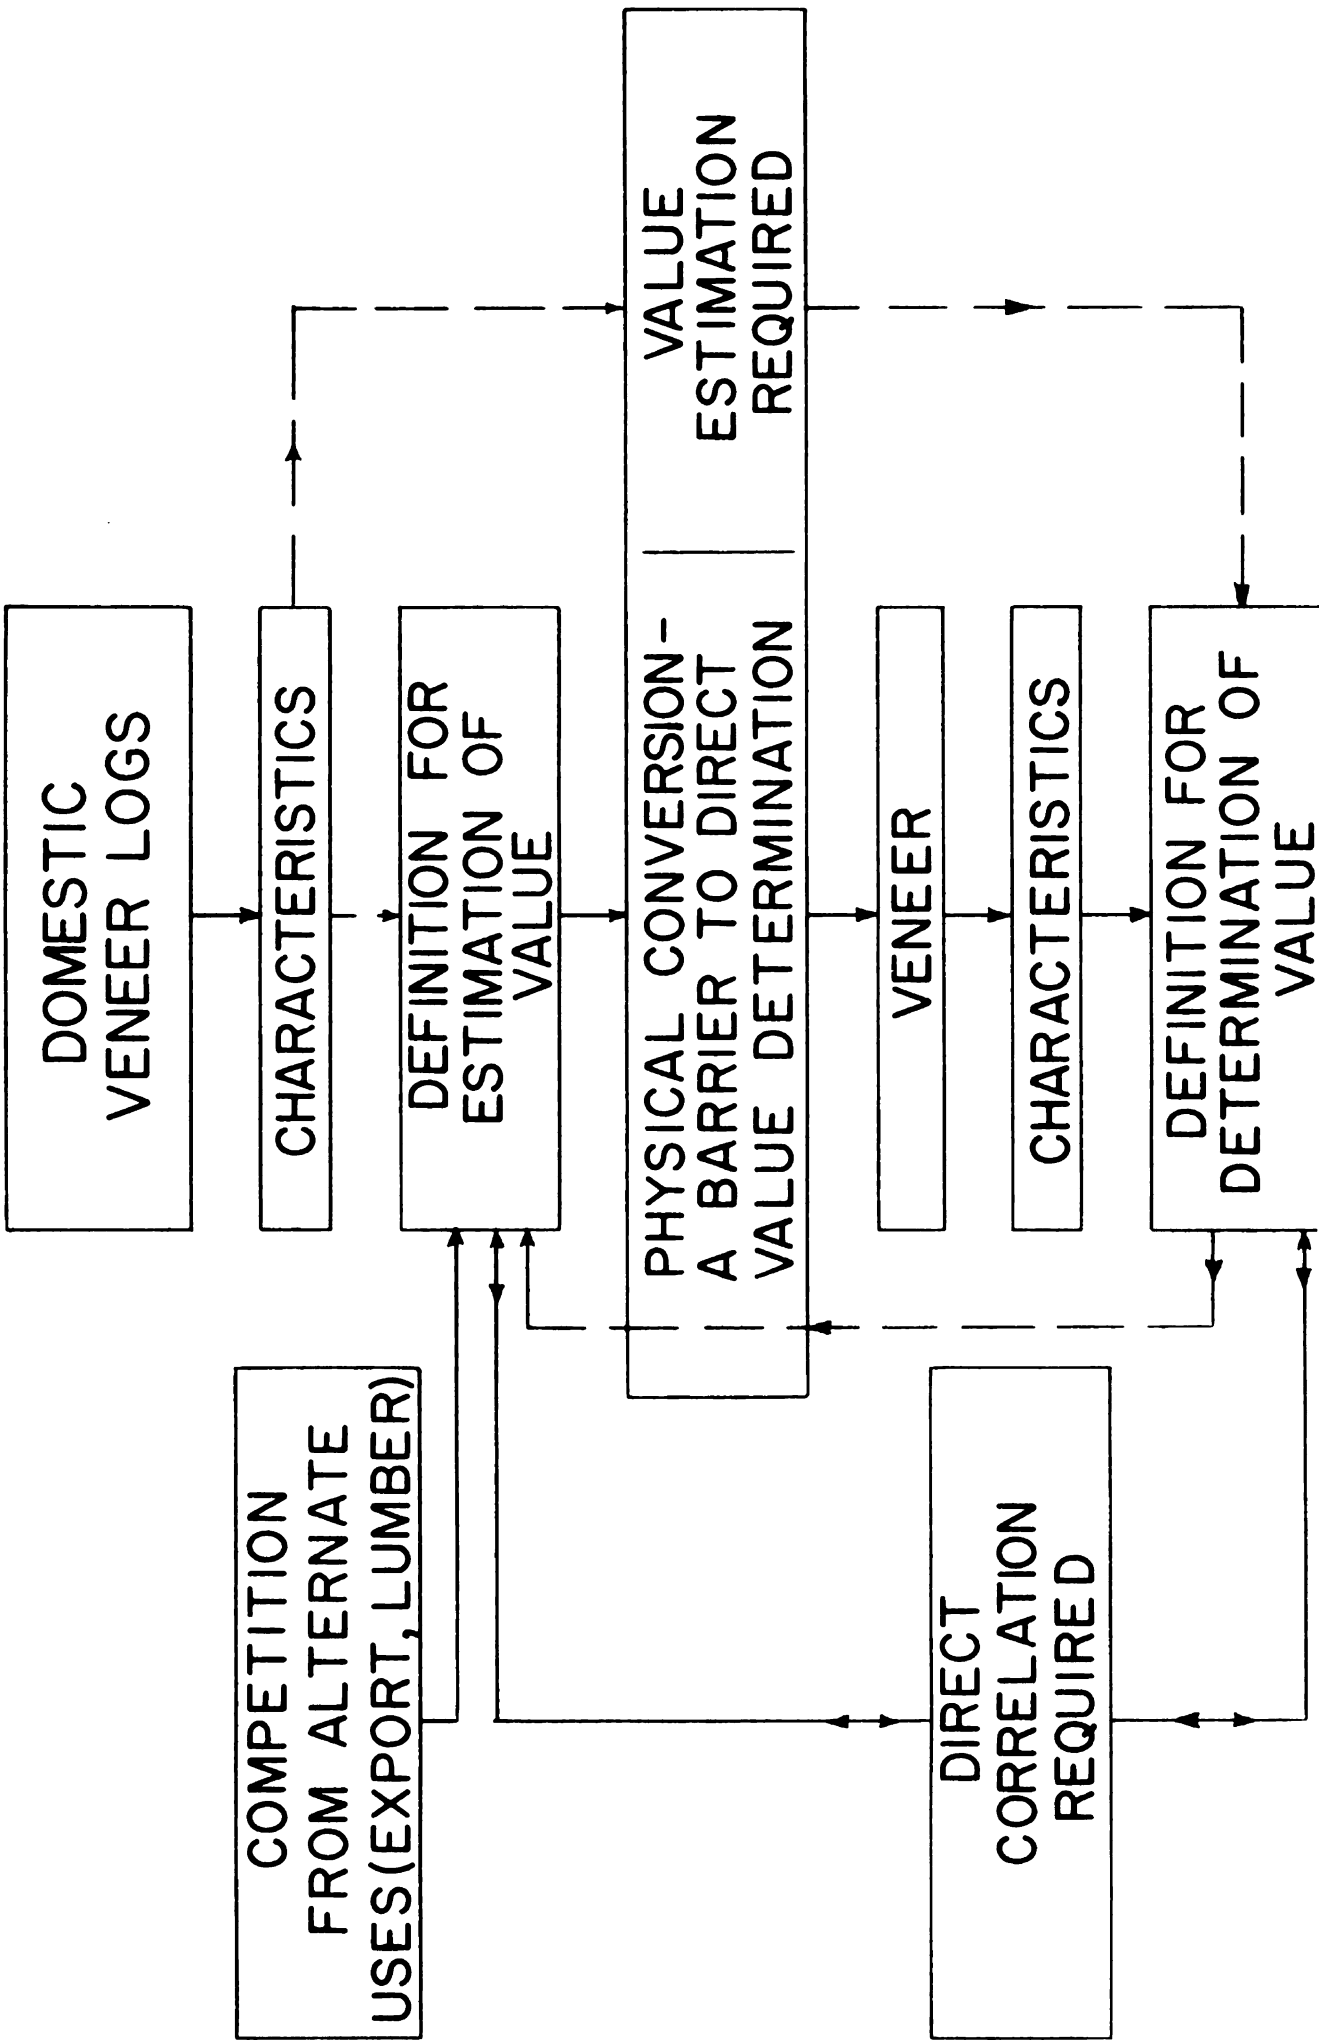 DOMESTIC
VENEER LOGS
CHARACTERISTICS
DEFINITION FOR
ESTIMATION OF
VALUE
COMPETITION
FROM ALTERNATE
USES(EXPORT, LUMBER)
PHYSICAL CONVERSION-
A BARRIER TO DIRECT
VALUE DETERMINATION
VALUE
ESTIMATION
REQUIRED
VENEER
CHARACTERISTICS
DIRECT
CORRELATION
REQUIRED
DEFINITION FOR
DETERMINATION OF
VALUE